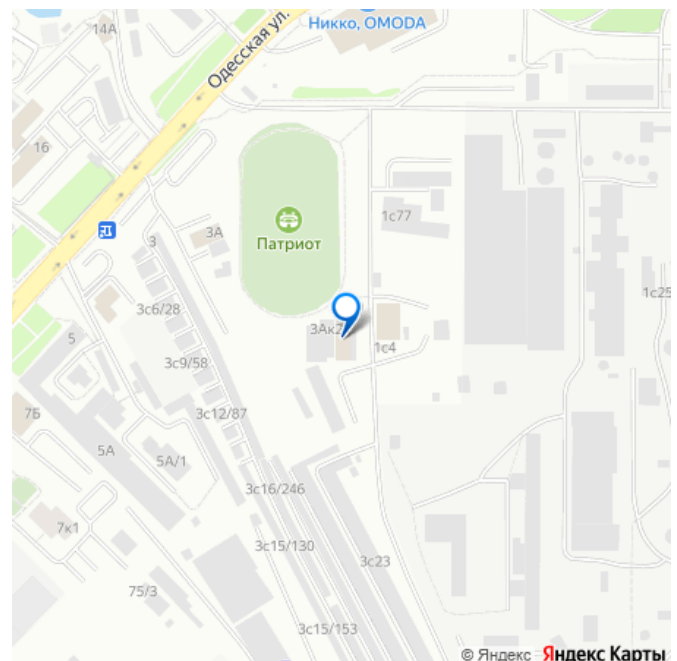 14А
Никко, OMODA
Одесская ул.
16
1с77
3А
3
Патриот
1с25
3с6/28
3Ак2
5
1с4
3с9/58
7Б
3с12/87
5А
5А/1
3с16/246
7к1
3с15/130
3с23
75/3
3с15/153
© Яндекс Яндекс Карты